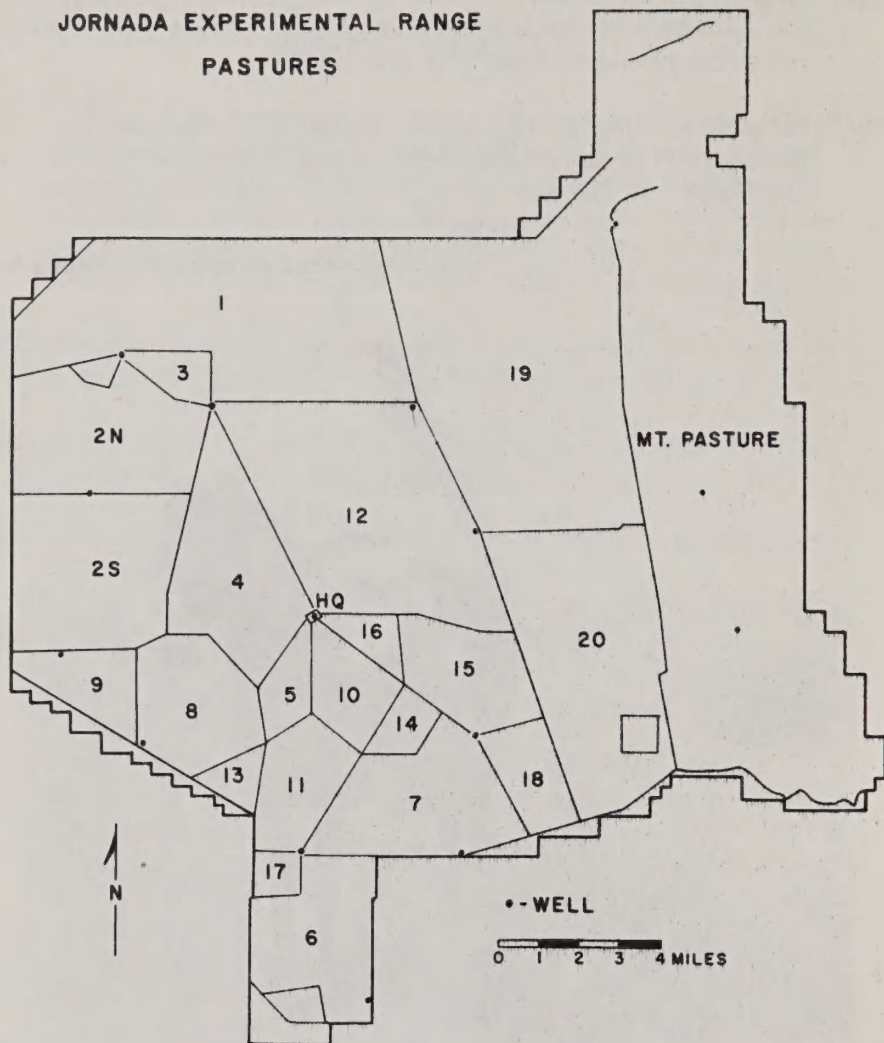 JORNADA EXPERIMENTAL RANGE
PASTURES
1
3
19
2N
MT. PASTURE
12
2S
4
HQ
16
20
15
9
8
5
10
14
13
11
18
7
17
N
•-WELL
6
0 1 2 3 4 MILES